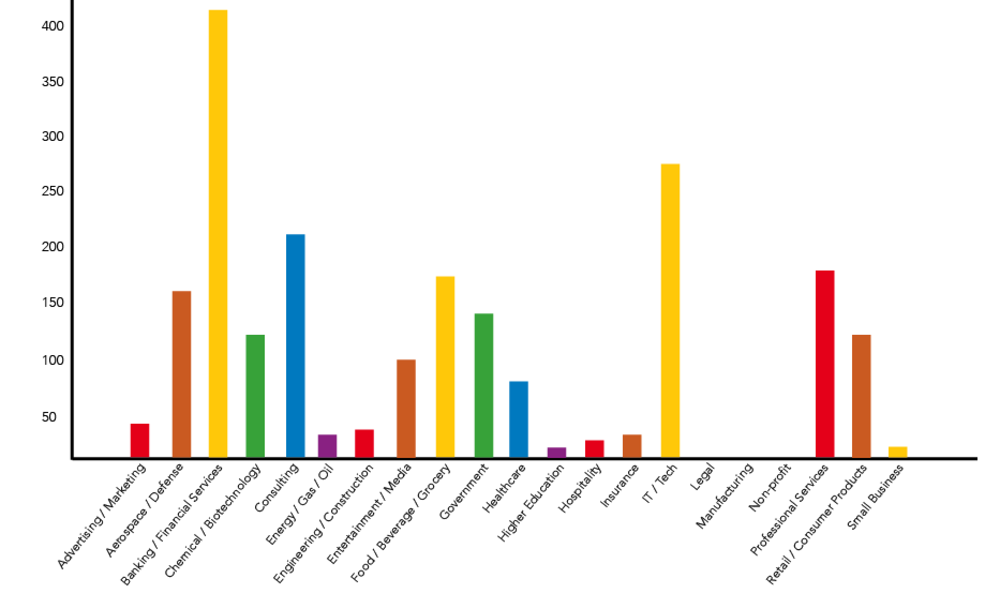 400
350
300
250
200
150
100
50
Advertising / Marketing
Aerospace / Defense
Banking / Financial Services
Chemical / Biotechnology
Consulting
Energy / Gas / Oil
Engineering / Construction
Entertainment / Media
Food / Beverage / Grocery
Government
Healthcare
Higher Education
Hospitality
Insurance
IT / Tech
Legal
Manufacturing
Non-profit
Professional Services
Retail / Consumer Products
Small Business